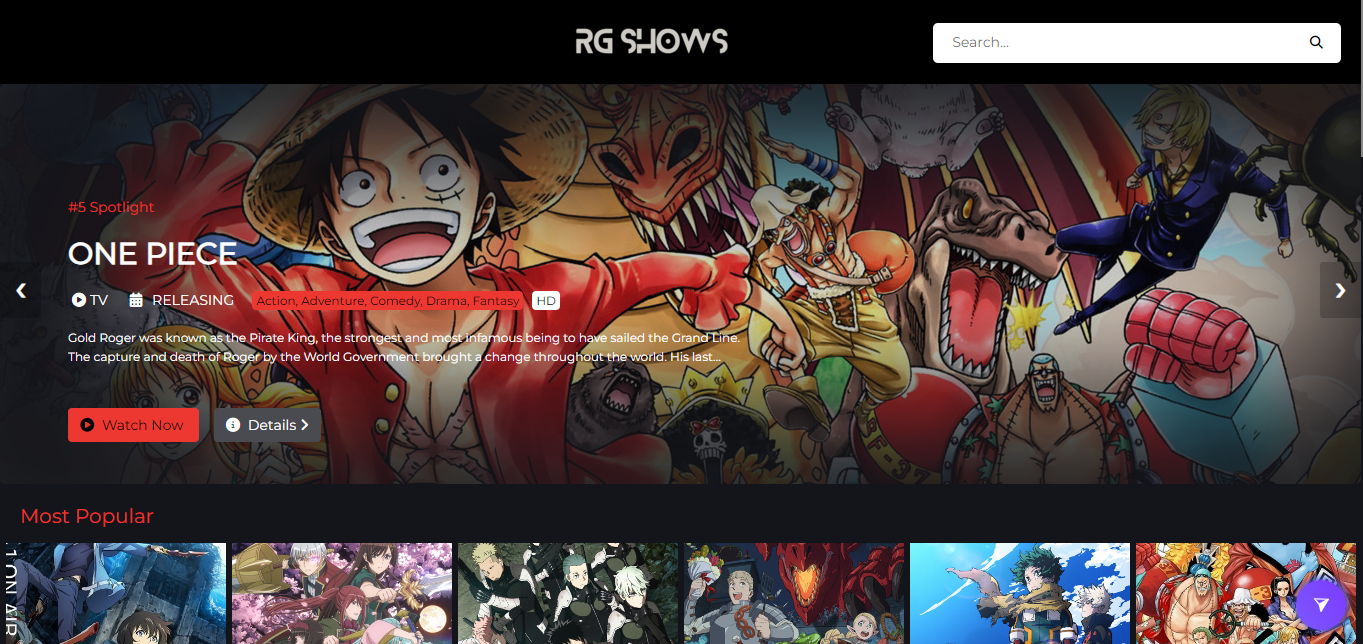 RG SHOWS
Search...
#5 Spotlight
ONE PIECE
TV RELEASING Action, Adventure, Comedy, Drama, Fantasy HD
Gold Roger was known as the Pirate King, the strongest and most infamous being to have sailed the Grand Line.
The capture and death of Roger by the World Government brought a change throughout the world. His last...
Watch Now Details
Most Popular